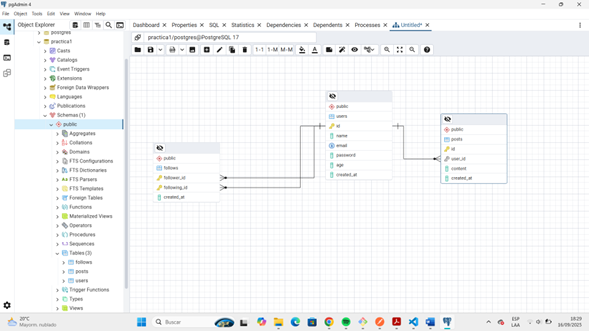 pgAdmin 4
File Object Tools Edit View Window Help
Object Explorer
Dashboard Properties SQL Statistics Dependencies Dependents Processes Untitled*
practica1/postgres@PostgreSQL 17
1-1 1-M M-M
postgres
practica1
Casts
Catalogs
Event Triggers
Extensions
Foreign Data Wrappers
Languages
Publications
Schemas (1)
public
Aggregates
Collations
Domains
FTS Configurations
FTS Dictionaries
FTS Parsers
FTS Templates
Foreign Tables
Functions
Materialized Views
Operators
Procedures
Sequences
Tables (3)
follows
posts
users
Trigger Functions
Types
Views
public
follows
follower_id
following_id
created_at
public
users
id
name
email
password
age
created_at
public
posts
id
user_id
content
created_at
20°C
Mayorm. nublado
Buscar
ESP
LAA
18:29
16/09/2025